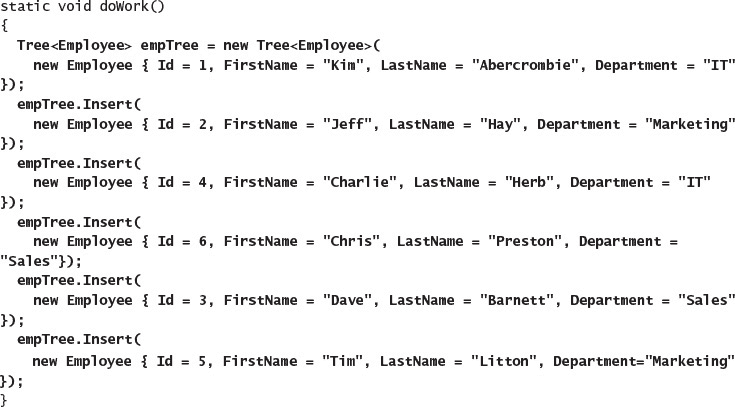 static void doWork()
{
  Tree<Employee> empTree = new Tree<Employee>(
    new Employee { Id = 1, FirstName = "Kim", LastName = "Abercrombie", Department = "IT"
});
  empTree.Insert(
    new Employee { Id = 2, FirstName = "Jeff", LastName = "Hay", Department = "Marketing"
});
  empTree.Insert(
    new Employee { Id = 4, FirstName = "Charlie", LastName = "Herb", Department = "IT"
});
  empTree.Insert(
    new Employee { Id = 6, FirstName = "Chris", LastName = "Preston", Department =
"Sales"});
  empTree.Insert(
    new Employee { Id = 3, FirstName = "Dave", LastName = "Barnett", Department = "Sales"
});
  empTree.Insert(
    new Employee { Id = 5, FirstName = "Tim", LastName = "Litton", Department="Marketing"
});
}